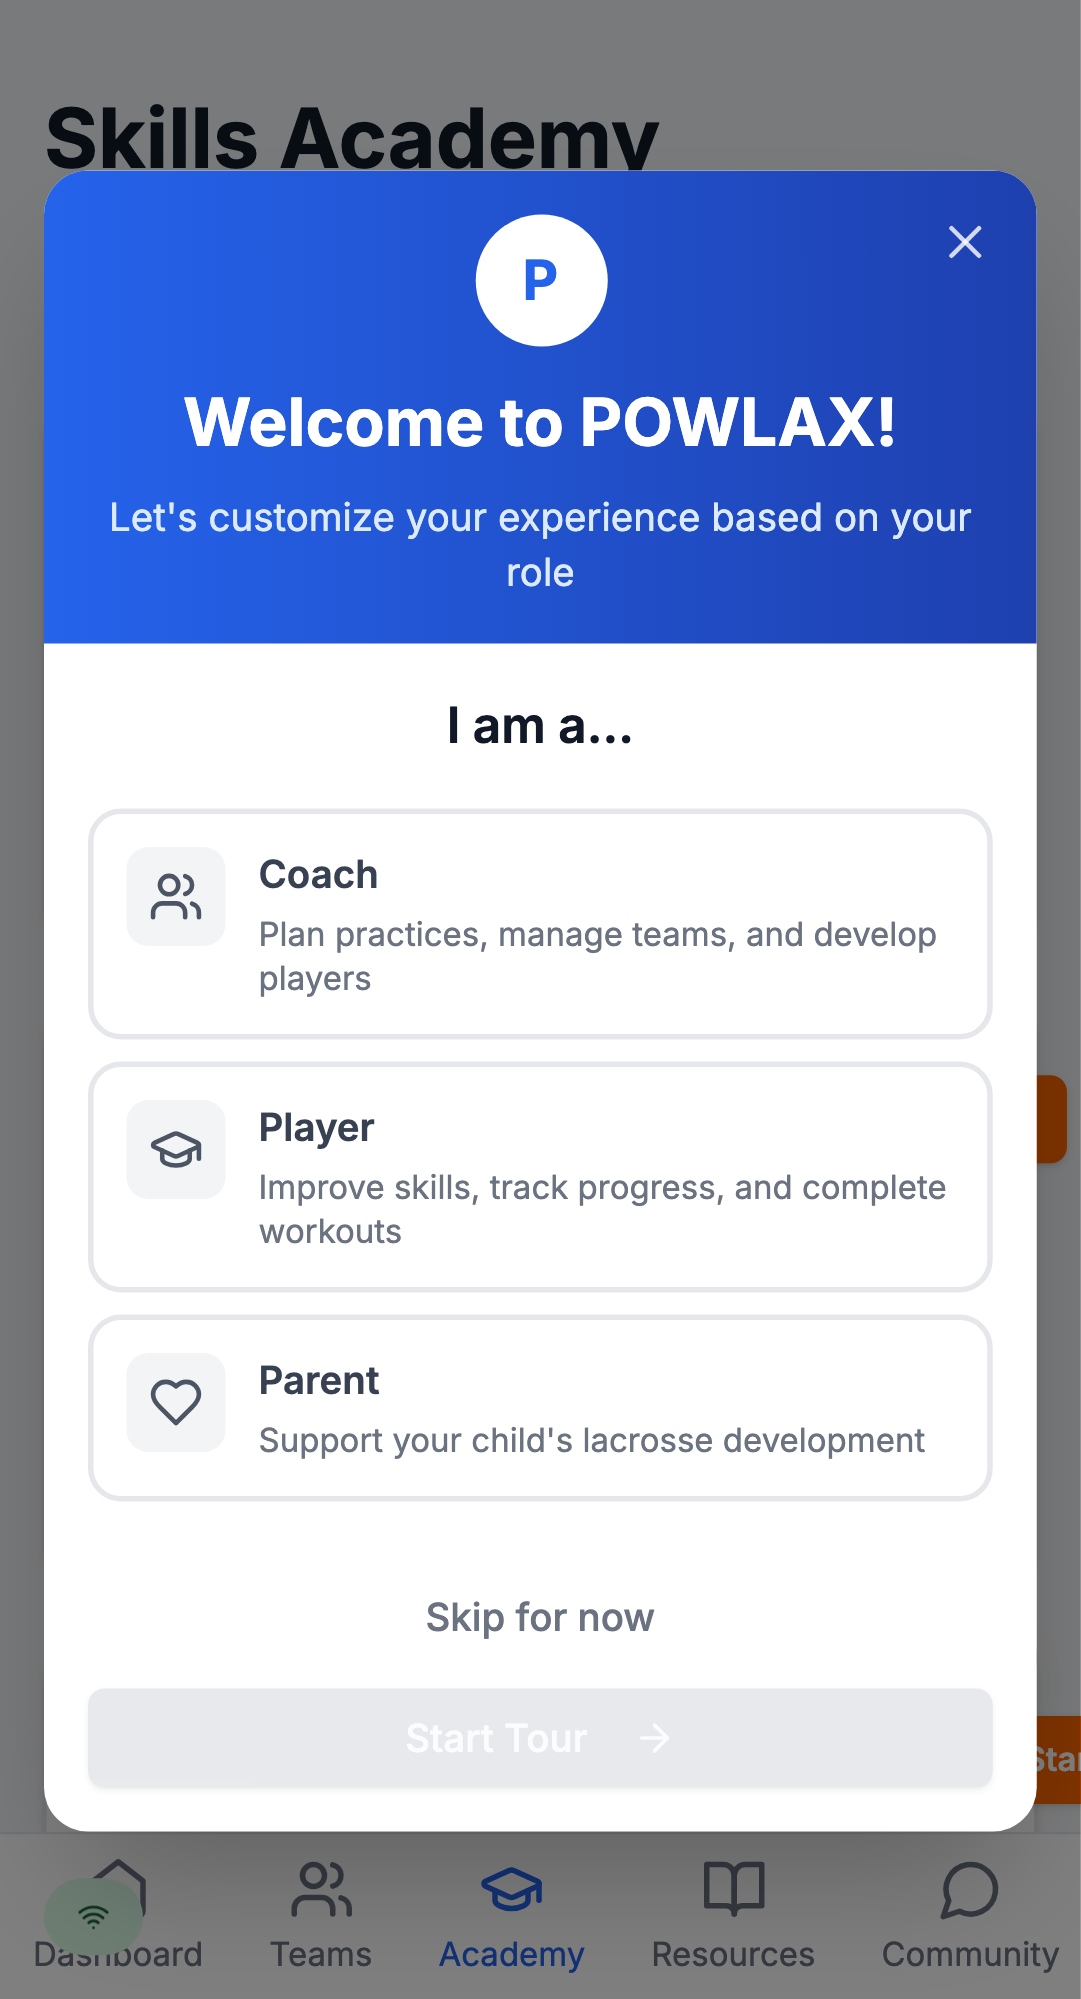 Skills Academy
P
Welcome to POWLAX!
Let's customize your experience based on your
role
I am a...
Coach
Plan practices, manage teams, and develop
players
Player
Improve skills, track progress, and complete
workouts
Parent
Support your child's lacrosse development
Skip for now
Start Tour
Dashboard
Teams
Academy
Resources
Community